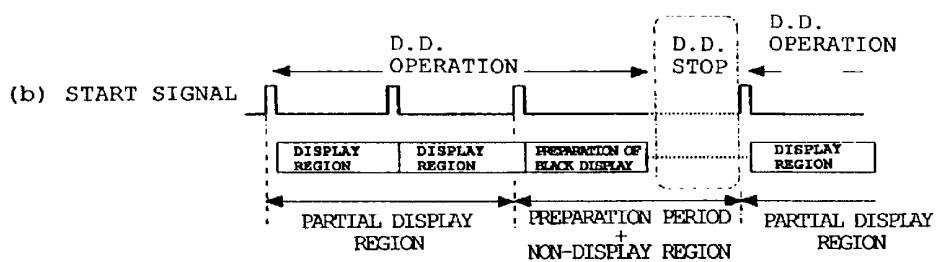 D.D.
OPERATION
D.D.
STOP
D.D.
OPERATION
(b) START SIGNAL
DISPLAY
REGION
DISPLAY
REGION
PREPARATION OF
BLACK DISPLAY
DISPLAY
REGION
PARTIAL DISPLAY
REGION
PREPARATION PERIOD
+
NON-DISPLAY REGION
PARTIAL DISPLAY
REGION